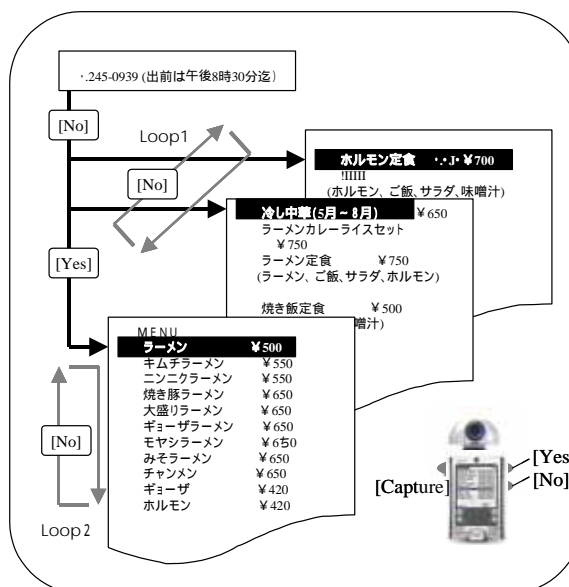 ･.245-0939 (出前は午後8時30分迄)
[No]
Loop1
[No]
[Yes]
ホルモン定食 ･.･J･¥700
!IIIII
(ホルモン、ご飯、サラダ、味噌汁)
冷し中華(5月~8月) ¥650
ラーメンカレーライスセット
¥750
ラーメン定食 ¥750
(ラーメン、ご飯、サラダ、ホルモン)
焼き飯定食 ¥500
噌汁)
MENU
ラーメン ¥500
キムチラーメン ¥550
ニンニクラーメン ¥550
焼き豚ラーメン ¥650
大盛りラーメン ¥650
ギョーザラーメン ¥650
モヤシラーメン ¥6ち0
みそラーメン ¥650
チャンメン ¥650
ギョーザ ¥420
ホルモン ¥420
[No]
Loop2
[Capture]
[Yes
[No]